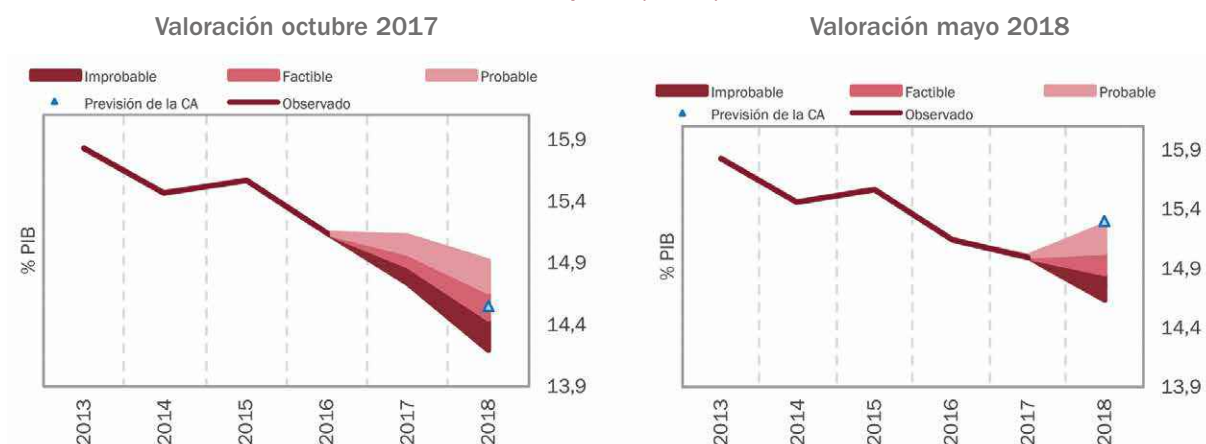 Valoración octubre 2017
Improbable Factible Probable
Previsión de la CA Observado
% PIB
15,9
15,4
14,9
14,4
13,9
2013 2014 2015 2016 2017 2018
Valoración mayo 2018
Improbable Factible Probable
Previsión de la CA Observado
% PIB
15,9
15,4
14,9
14,4
13,9
2013 2014 2015 2016 2017 2018